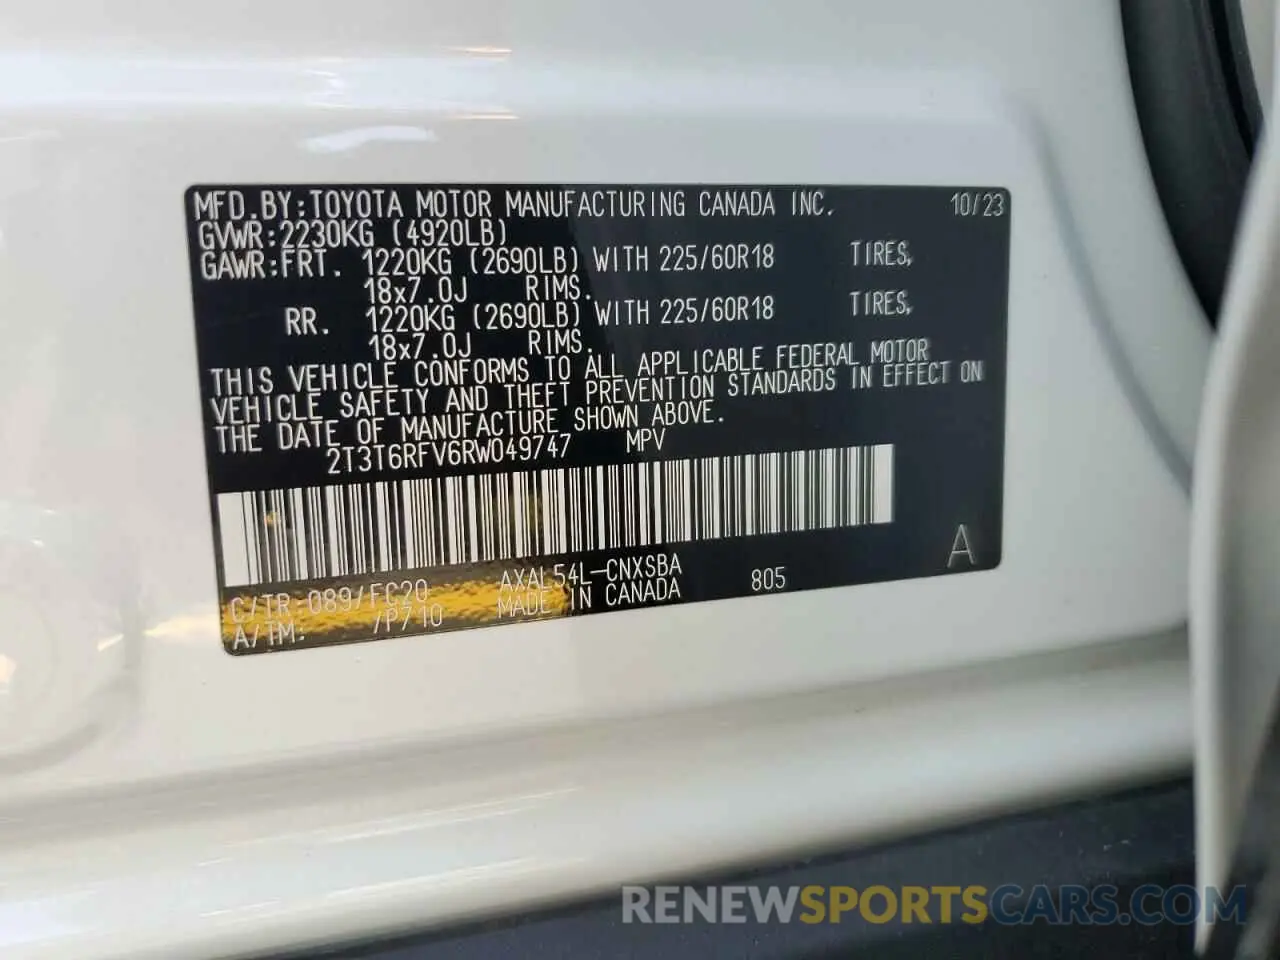 MFD.BY:TOYOTA MOTOR MANUFACTURING CANADA INC. 10/23
GVWR:2230KG (4920LB)
GAWR:FRT. 1220KG (2690LB) WITH 225/60R18 TIRES,
18x7.0J RIMS.
RR. 1220KG (2690LB) WITH 225/60R18 TIRES,
18x7.0J RIMS.
THIS VEHICLE CONFORMS TO ALL APPLICABLE FEDERAL MOTOR
VEHICLE SAFETY AND THEFT PREVENTION STANDARDS IN EFFECT ON
THE DATE OF MANUFACTURE SHOWN ABOVE.
2T3T6RFV6RW049747 MPV
A
C/TR:089/FC20 AXAL54L-CNXSBA 805
A/TM: /P710 MADE IN CANADA
RENEWSPORTSCARS.COM